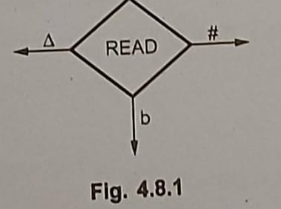 Δ READ #
b
Fig. 4.8.1